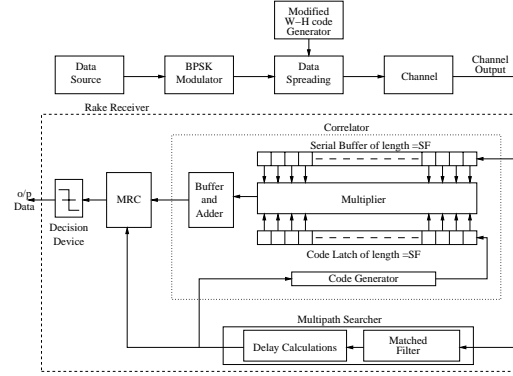 Modified
W–H code
Generator
Data
Source
BPSK
Modulator
Data
Spreading
Channel
Channel
Output
Rake Receiver
Correlator
Serial Buffer of length =SF
o/p
Data
Decision
Device
MRC
Buffer
and
Adder
Multiplier
Code Latch of length =SF
Code Generator
Multipath Searcher
Delay Calculations
Matched
Filter